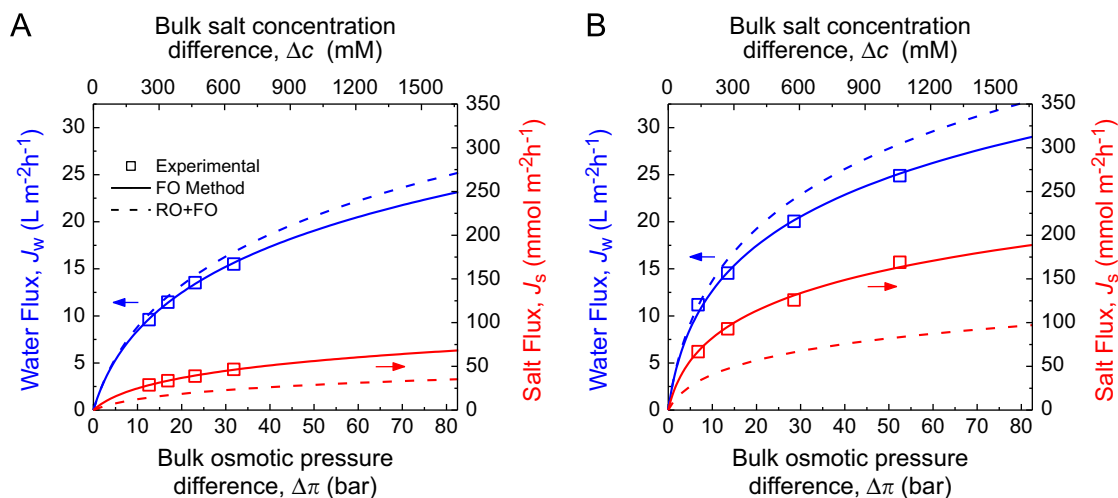 A
Bulk salt concentration
difference, Δc (mM)
0 300 600 900 1200 1500
Water Flux, Jw (L m-2h-1)
30
25
20
15
10
5
0
Experimental
FO Method
RO+FO
350
300
250
200
150
100
50
0
Salt Flux, Js (mmol m-2h-1)
0 10 20 30 40 50 60 70 80
Bulk osmotic pressure
difference, Δπ (bar)
B
Bulk salt concentration
difference, Δc (mM)
0 300 600 900 1200 1500
Water Flux, Jw (L m-2h-1)
30
25
20
15
10
5
0
350
300
250
200
150
100
50
0
Salt Flux, Js (mmol m-2h-1)
0 10 20 30 40 50 60 70 80
Bulk osmotic pressure
difference, Δπ (bar)